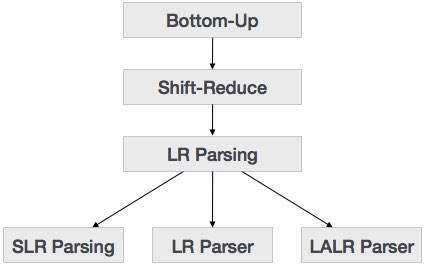 Bottom-Up
Shift-Reduce
LR Parsing
SLR Parsing
LR Parser
LALR Parser